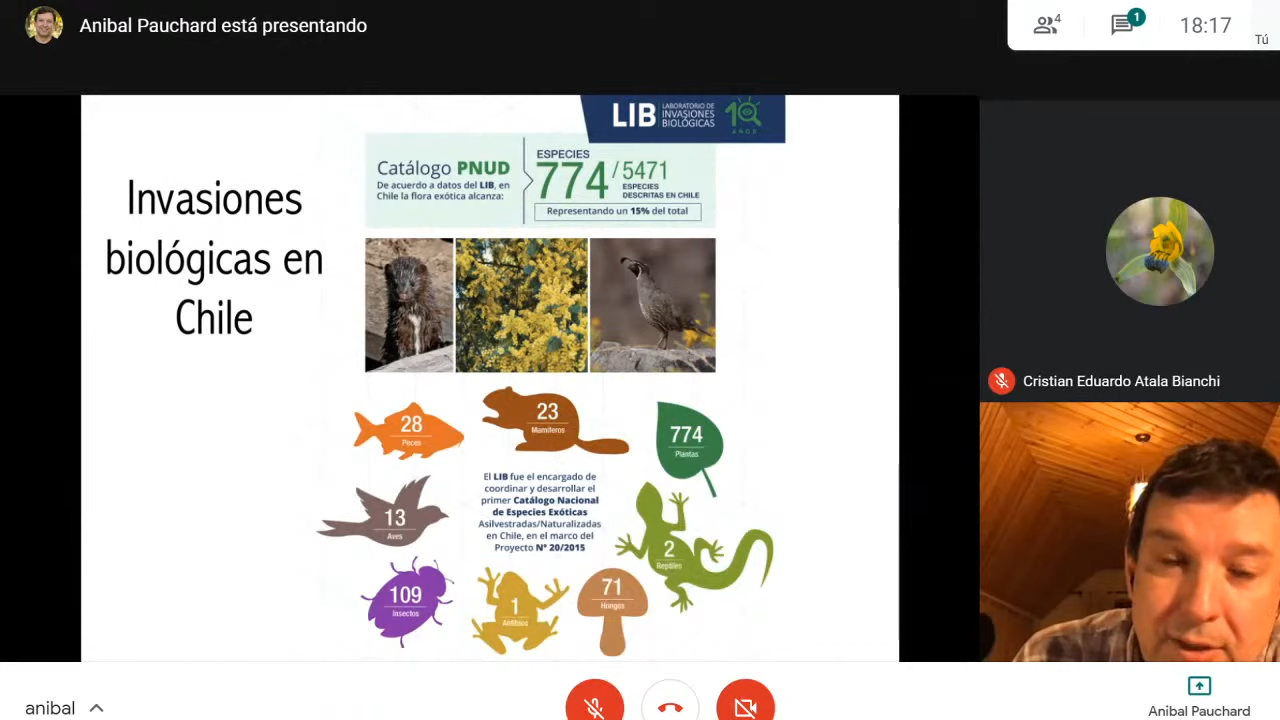 Anibal Pauchard está presentando
4
1
18:17
Tú
LIB
LABORATORIO DE
INVASIONES
BIOLÓGICAS
10
AÑOS
Invasiones
biológicas en
Chile
Catálogo PNUD
De acuerdo a datos del LIB, en
Chile la flora exótica alcanza:
ESPECIES
774/5471
ESPECIES
DESCRITAS EN CHILE
Representando un 15% del total
28
Peces
23
Mamíferos
774
Plantas
13
Aves
El LIB fue el encargado de
coordinar y desarrollar el
primer Catálogo Nacional
de Especies Exóticas
Asilvestradas/Naturalizadas
en Chile, en el marco del
Proyecto N° 20/2015
2
Reptiles
109
Insectos
1
Anfibios
71
Hongos
Cristian Eduardo Atala Bianchi
anibal
Anibal Pauchard